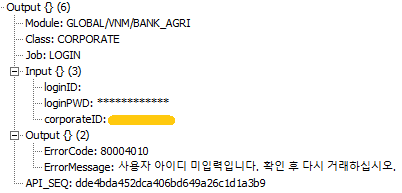 Output {} (6)
Module: GLOBAL/VNM/BANK_AGRI
Class: CORPORATE
Job: LOGIN
Input {} (3)
loginID:
loginPWD: ************
corporateID:
Output {} (2)
ErrorCode: 80004010
ErrorMessage: 사용자 아이디 미입력입니다. 확인 후 다시 거래하십시오.
API_SEQ: dde4bda452dca406bd649a26c1d1a3b9